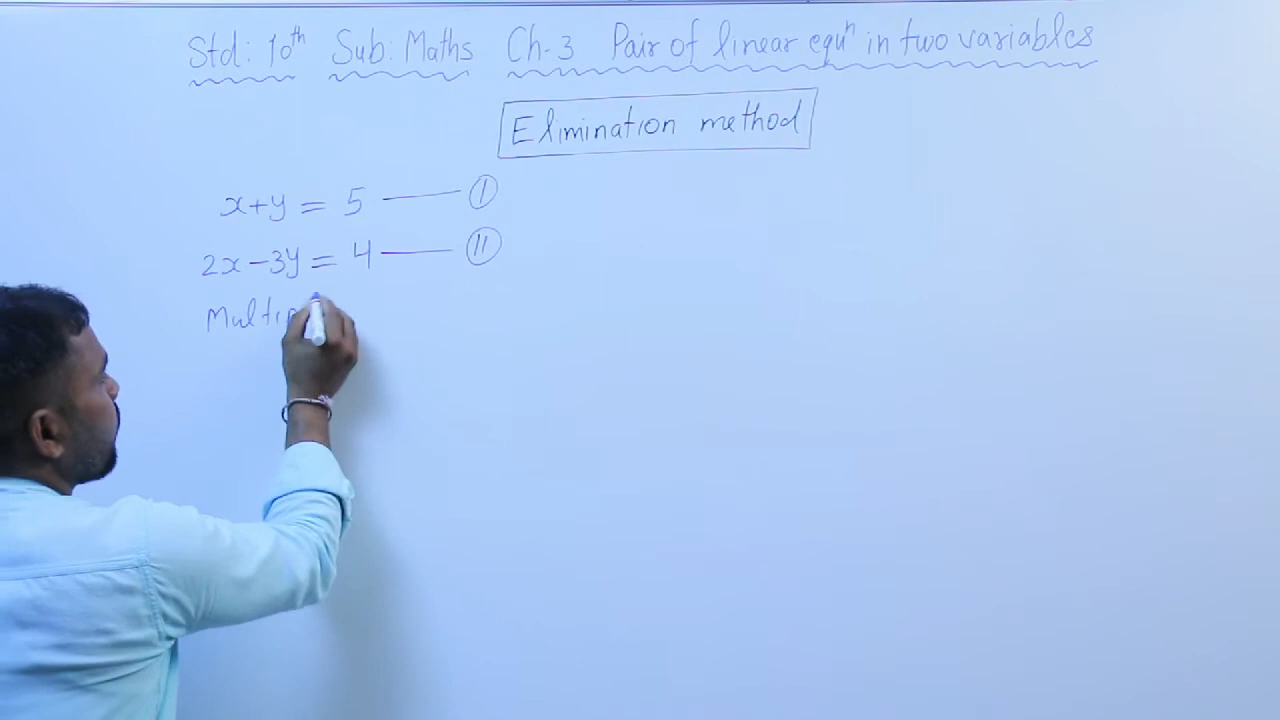 Std: 10th Sub: Maths Ch-3 Pair of linear equn in two variables
Elimination method
x+y = 5 —— I
2x-3y = 4 —— II
Multip